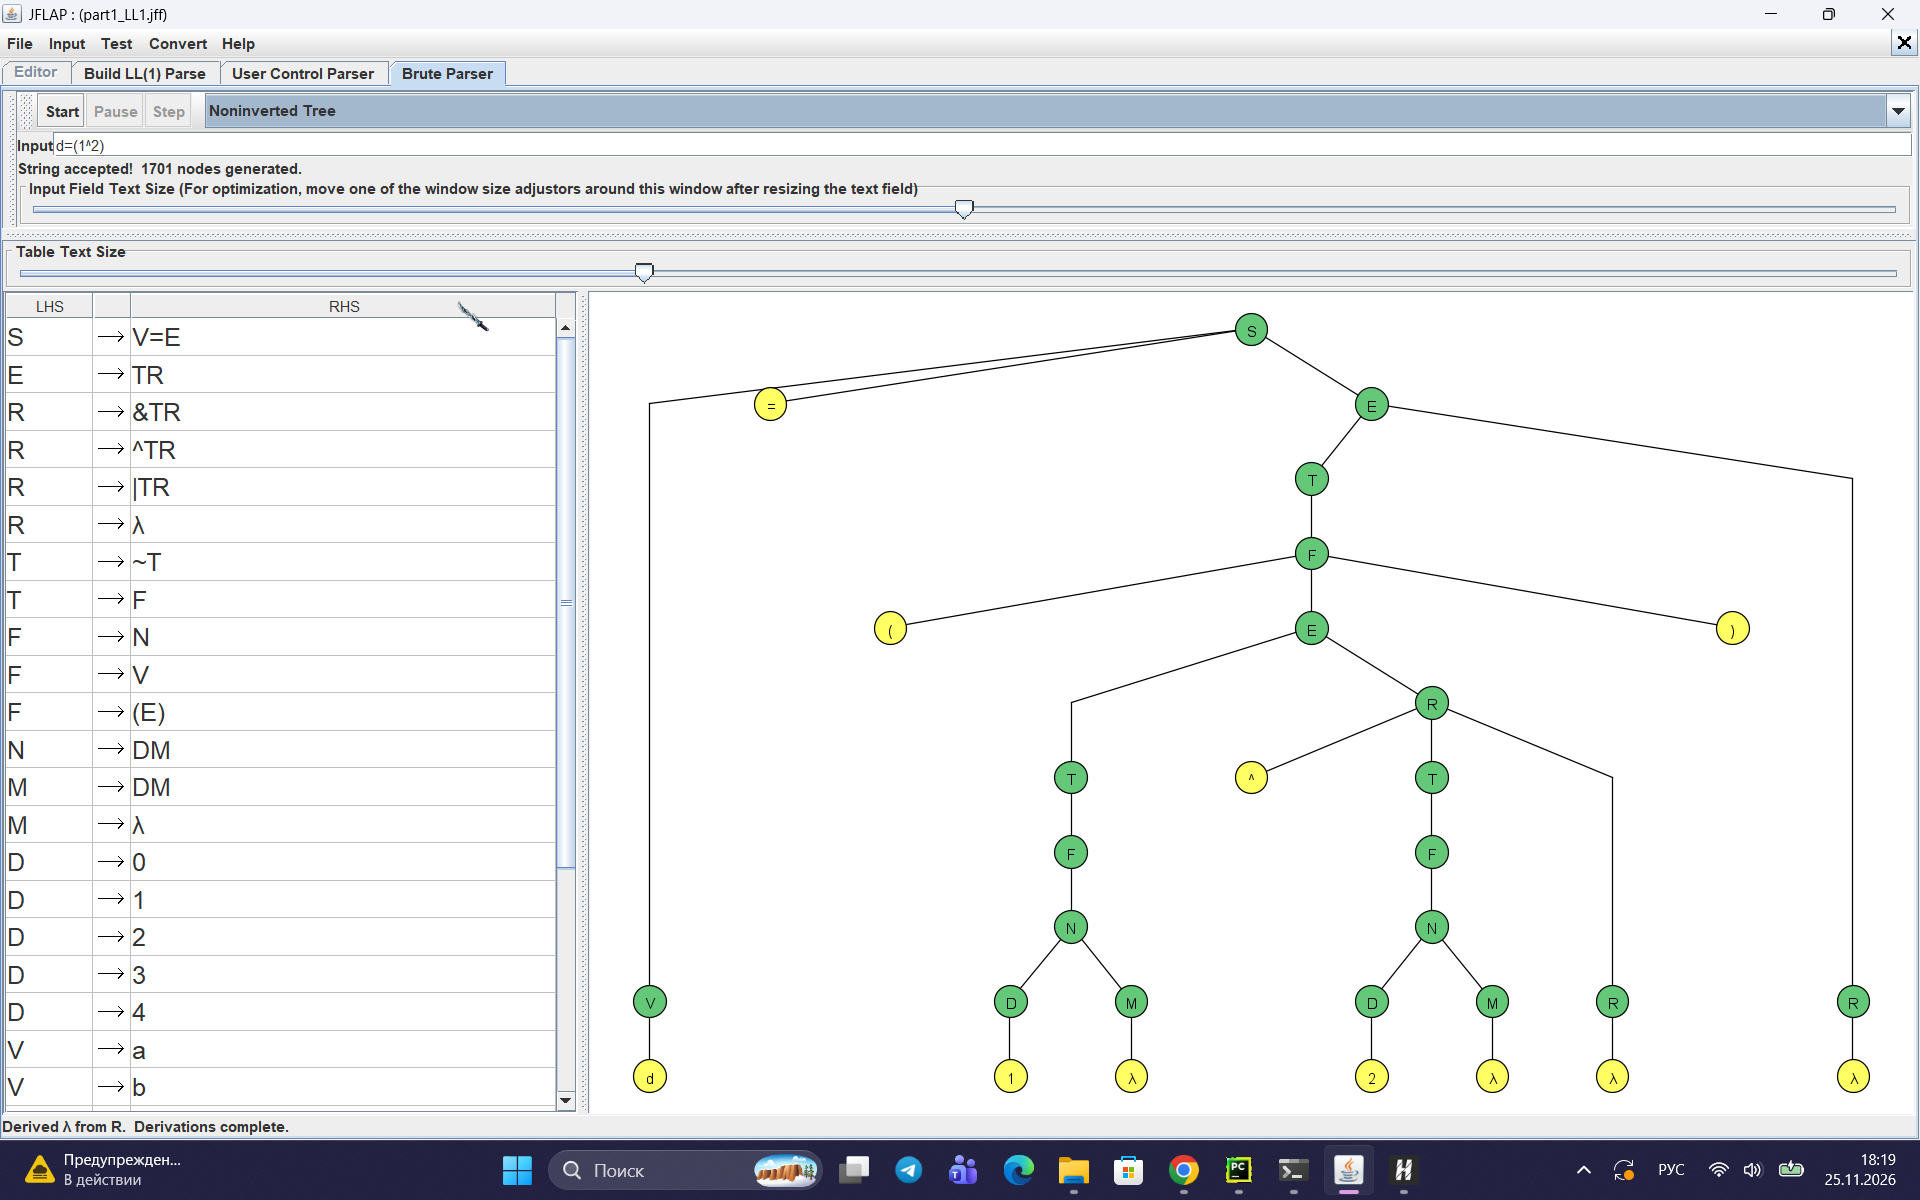 JFLAP : (part1_LL1.jff)
File Input Test Convert Help
Editor Build LL(1) Parse User Control Parser Brute Parser
Start Pause Step Noninverted Tree
Input d=(1^2)
String accepted! 1701 nodes generated.
Input Field Text Size (For optimization, move one of the window size adjustors around this window after resizing the text field)
Table Text Size
LHS RHS
S → V=E
E → TR
R → &TR
R → ^TR
R → |TR
R → λ
T → ~T
T → F
F → N
F → V
F → (E)
N → DM
M → DM
M → λ
D → 0
D → 1
D → 2
D → 3
D → 4
V → a
V → b
S
= E
T
F
( E )
R
T ^ T
F F
N N
V D M D M R R
d 1 λ 2 λ λ λ
Derived λ from R. Derivations complete.
Предупрежден...
В действии
Поиск
PC
РУС
18:19
25.11.2026